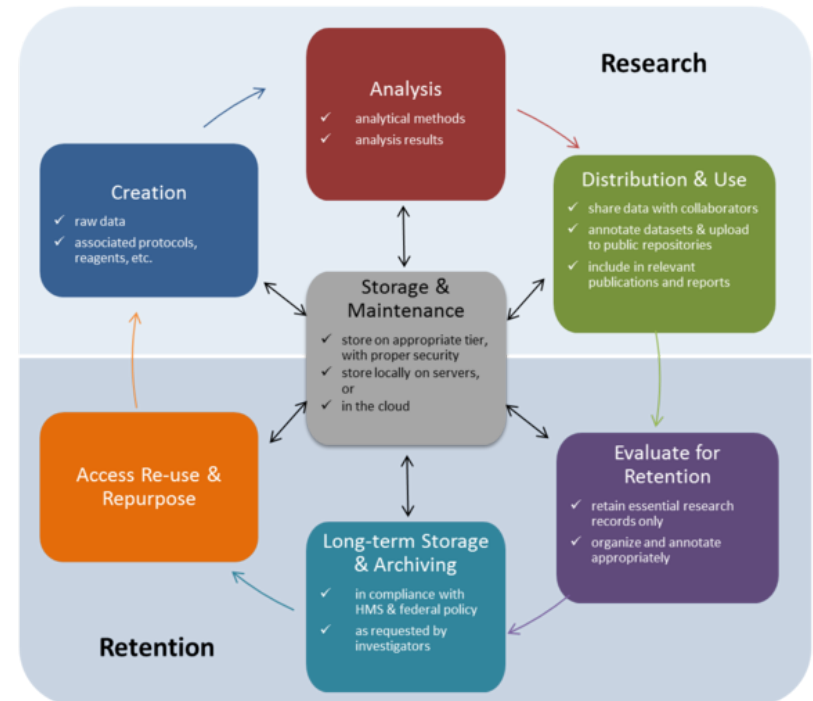 Research
Analysis
✓ analytical methods
✓ analysis results
Creation
✓ raw data
✓ associated protocols,
reagents, etc.
Distribution & Use
✓ share data with collaborators
✓ annotate datasets & upload
to public repositories
✓ include in relevant
publications and reports
Storage &
Maintenance
✓ store on appropriate tier,
with proper security
✓ store locally on servers,
or
✓ in the cloud
Access Re-use &
Repurpose
Evaluate for
Retention
✓ retain essential research
records only
✓ organize and annotate
appropriately
Long-term Storage
& Archiving
✓ in compliance with
HMS & federal policy
✓ as requested by
investigators
Retention